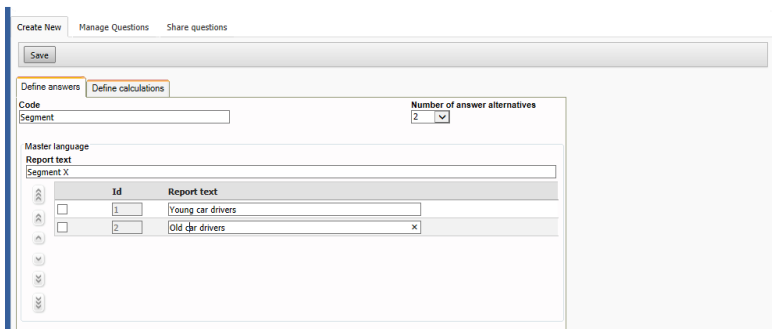 Create New Manage Questions Share questions
Save
Define answers Define calculations
Code Number of answer alternatives
Segment 2
Master language
Report text
Segment X
Id Report text
1 Young car drivers
2 Old car drivers ×